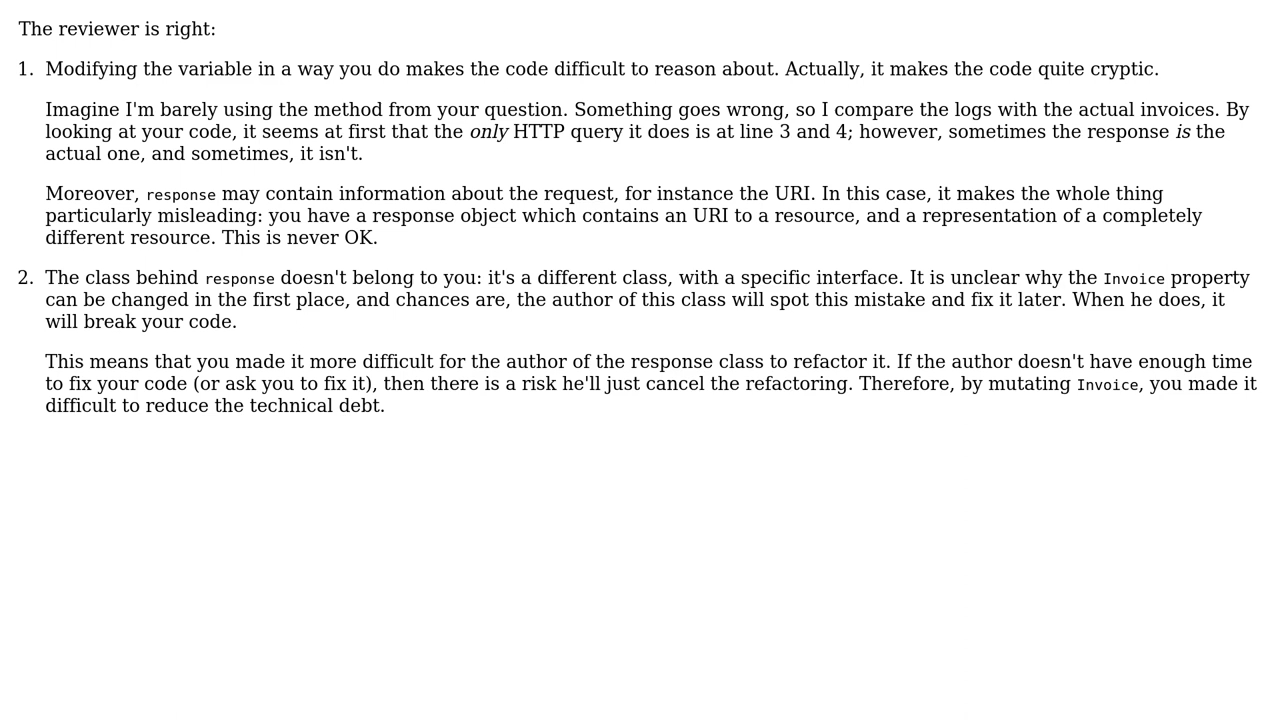 The reviewer is right:
1. Modifying the variable in a way you do makes the code difficult to reason about. Actually, it makes the code quite cryptic.
Imagine I'm barely using the method from your question. Something goes wrong, so I compare the logs with the actual invoices. By
looking at your code, it seems at first that the only HTTP query it does is at line 3 and 4; however, sometimes the response is the
actual one, and sometimes, it isn't.
Moreover, response may contain information about the request, for instance the URI. In this case, it makes the whole thing
particularly misleading: you have a response object which contains an URI to a resource, and a representation of a completely
different resource. This is never OK.
2. The class behind response doesn't belong to you: it's a different class, with a specific interface. It is unclear why the Invoice property
can be changed in the first place, and chances are, the author of this class will spot this mistake and fix it later. When he does, it
will break your code.
This means that you made it more difficult for the author of the response class to refactor it. If the author doesn't have enough time
to fix your code (or ask you to fix it), then there is a risk he'll just cancel the refactoring. Therefore, by mutating Invoice, you made it
difficult to reduce the technical debt.